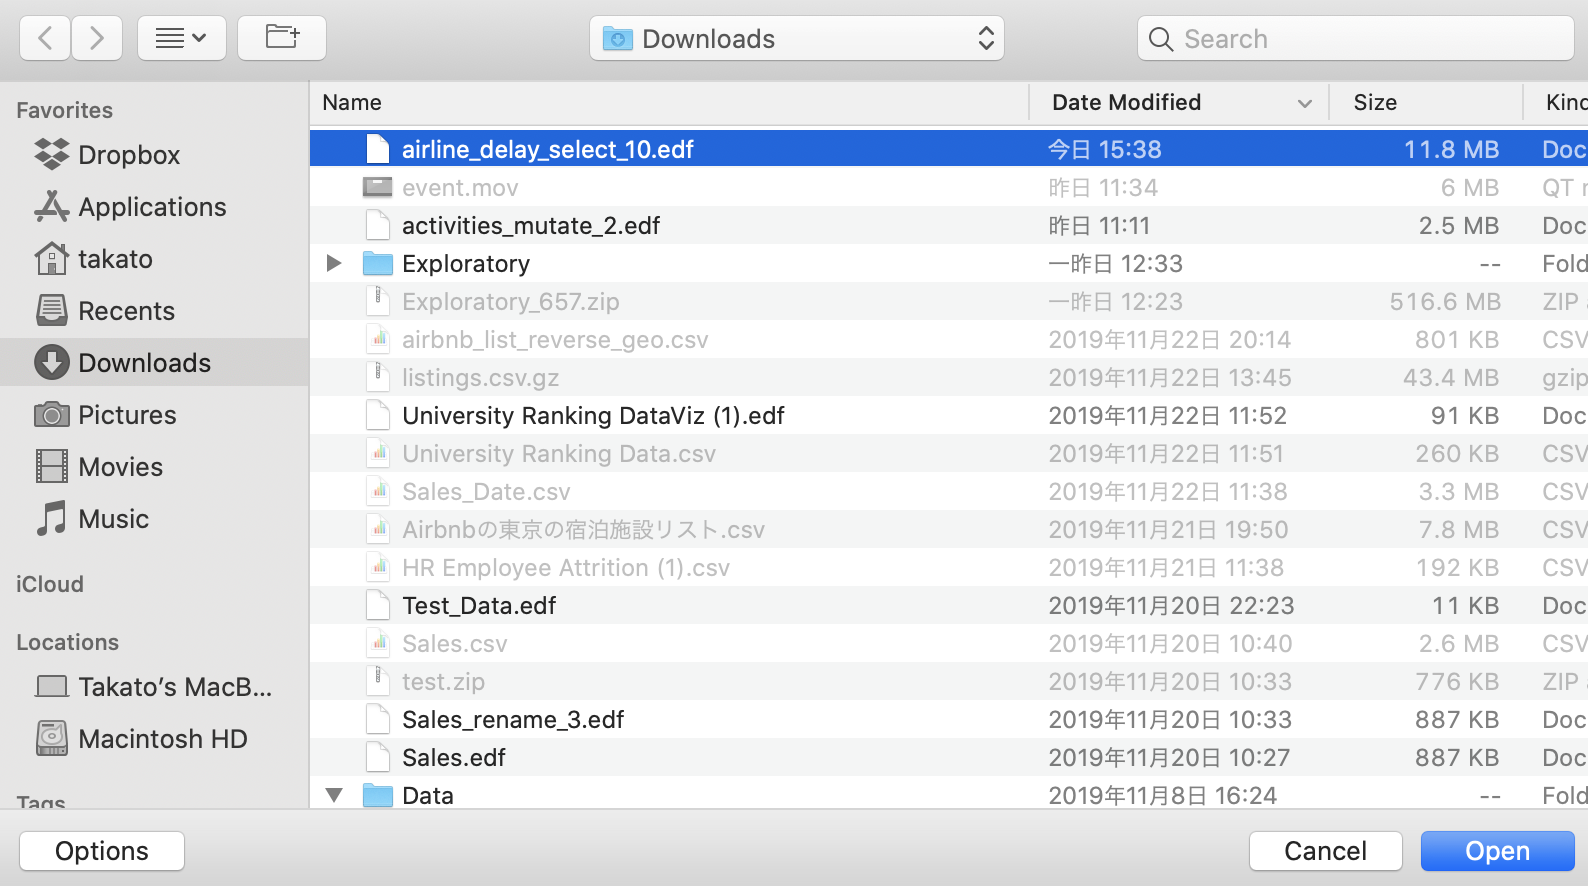 Downloads
Search
Favorites
Dropbox
Applications
takato
Recents
Downloads
Pictures
Movies
Music
iCloud
Locations
Takato’s MacB...
Macintosh HD
Tags
Name Date Modified Size Kind
airline_delay_select_10.edf 今日 15:38 11.8 MB Doc
event.mov 昨日 11:34 6 MB QT
activities_mutate_2.edf 昨日 11:11 2.5 MB Doc
Exploratory 一昨日 12:33 -- Fold
Exploratory_657.zip 一昨日 12:23 516.6 MB ZIP
airbnb_list_reverse_geo.csv 2019年11月22日 20:14 801 KB CSV
listings.csv.gz 2019年11月22日 13:45 43.4 MB gzip
University Ranking DataViz (1).edf 2019年11月22日 11:52 91 KB Doc
University Ranking Data.csv 2019年11月22日 11:51 260 KB CSV
Sales_Date.csv 2019年11月22日 11:38 3.3 MB CSV
Airbnbの東京の宿泊施設リスト.csv 2019年11月21日 19:50 7.8 MB CSV
HR Employee Attrition (1).csv 2019年11月21日 11:38 192 KB CSV
Test_Data.edf 2019年11月20日 22:23 11 KB Doc
Sales.csv 2019年11月20日 10:40 2.6 MB CSV
test.zip 2019年11月20日 10:33 776 KB ZIP
Sales_rename_3.edf 2019年11月20日 10:33 887 KB Doc
Sales.edf 2019年11月20日 10:27 887 KB Doc
Data 2019年11月8日 16:24 -- Fold
Options
Cancel
Open